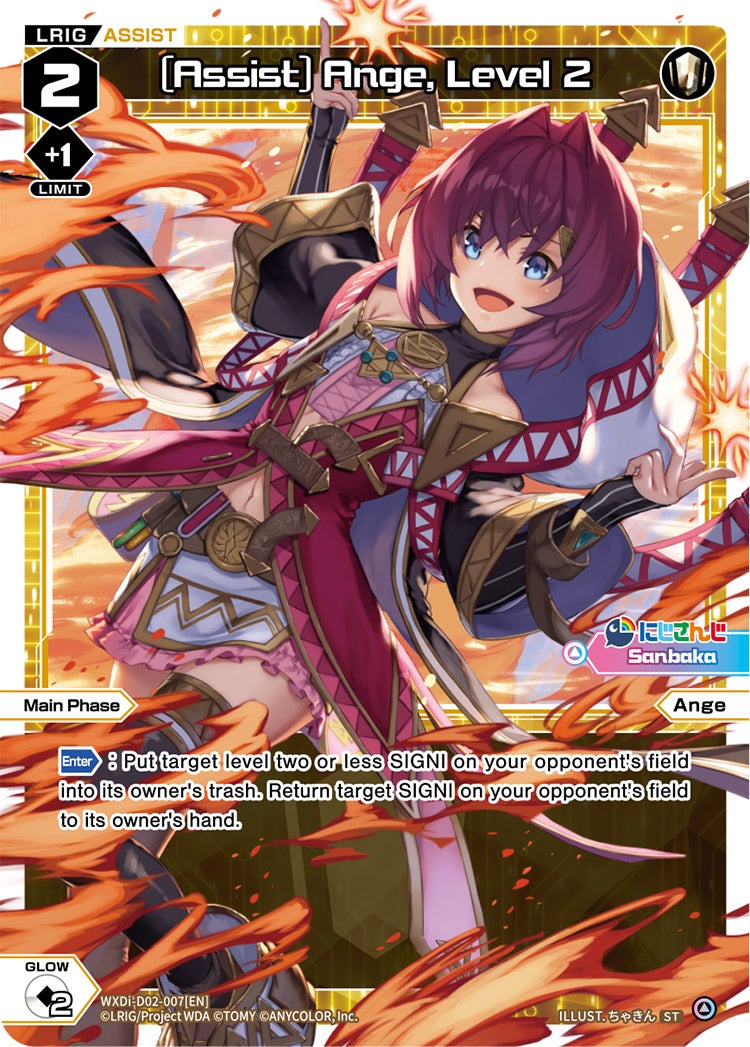 LRIG ASSIST
2
[Assist] Ange, Level 2
+1
LIMIT
にじさんじ
Sanbaka
Main Phase
Ange
Enter : Put target level two or less SIGNI on your opponent's field
into its owner's trash. Return target SIGNI on your opponent's field
to its owner's hand.
GLOW
2
WXDi-D02-007[EN]
©LRIG/Project WDA ©TOMY ©ANYCOLOR, Inc.
ILLUST. ちゃきん ST